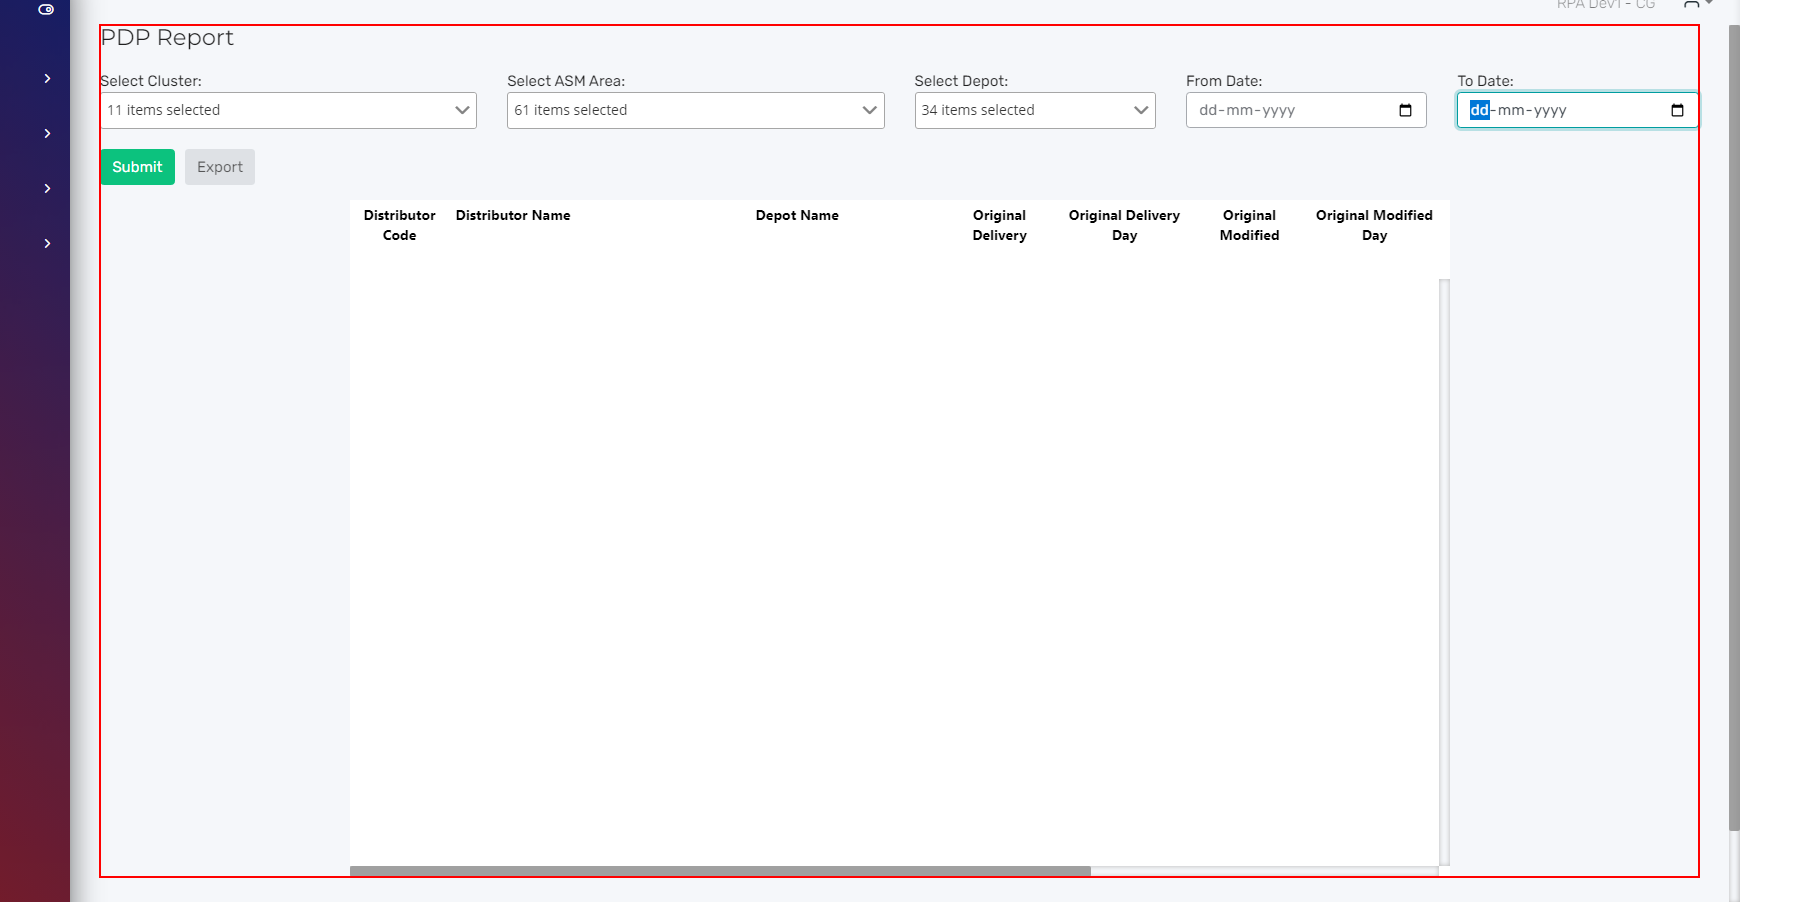 RPA Dev1 - CG
PDP Report
Select Cluster:
Select ASM Area:
Select Depot:
From Date:
To Date:
11 items selected
61 items selected
34 items selected
dd-mm-yyyy
dd-mm-yyyy
Submit
Export
Distributor Code
Distributor Name
Depot Name
Original Delivery
Original Delivery Day
Original Modified
Original Modified Day